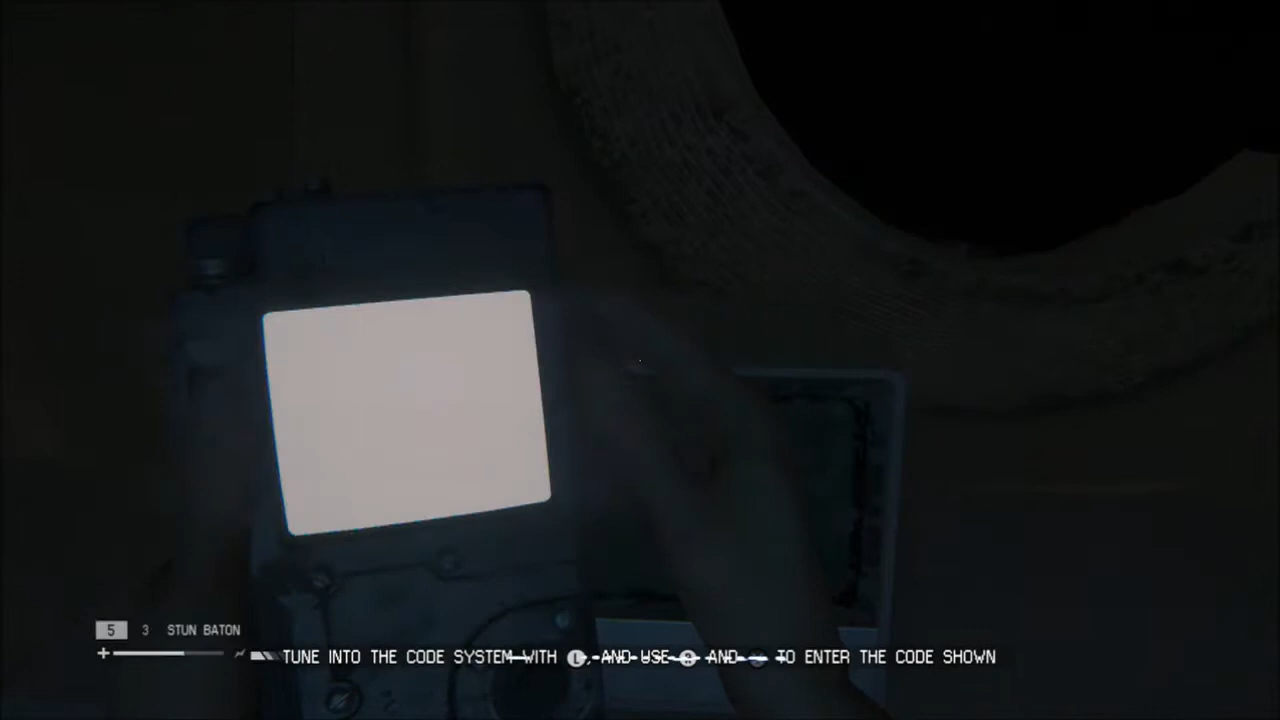 5 3 STUN BATON
TUNE INTO THE CODE SYSTEM WITH L, AND USE AND TO ENTER THE CODE SHOWN